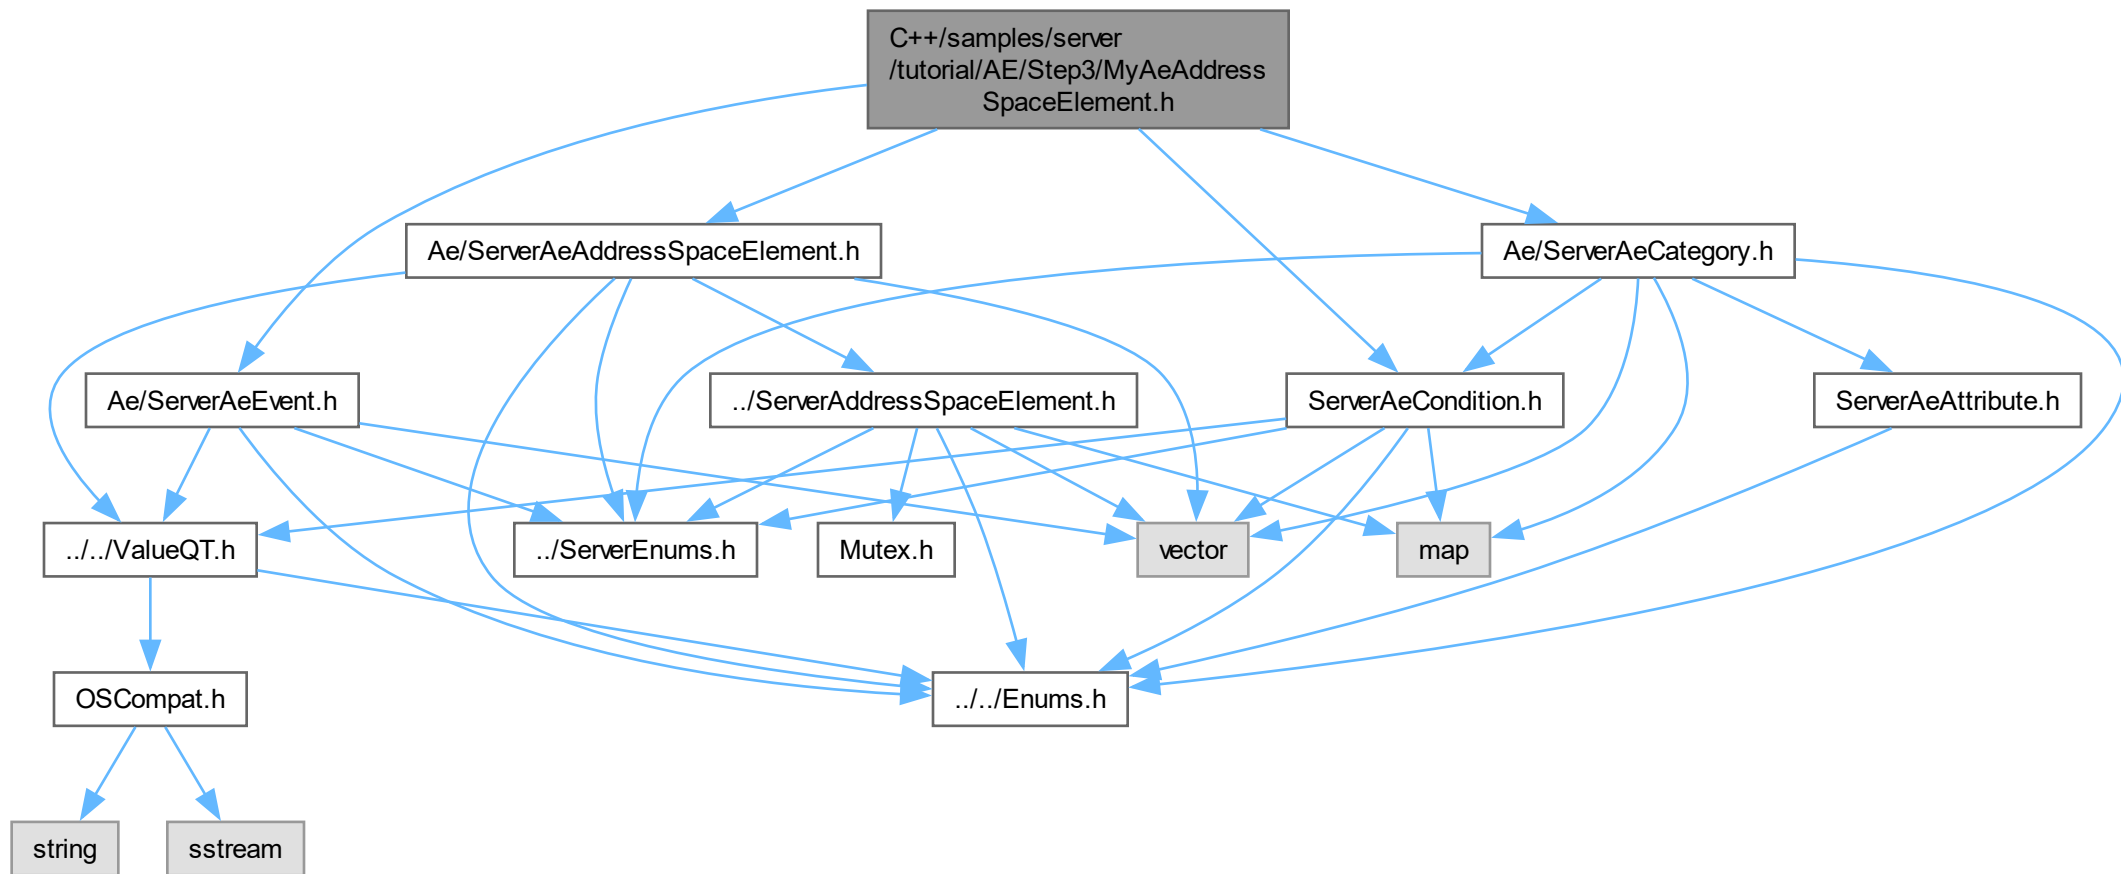 C++/samples/server
/tutorial/AE/Step3/MyAeAddress
SpaceElement.h
Ae/ServerAeAddressSpaceElement.h
Ae/ServerAeCategory.h
Ae/ServerAeEvent.h
../ServerAddressSpaceElement.h
ServerAeCondition.h
ServerAeAttribute.h
../../ValueQT.h
../ServerEnums.h
Mutex.h
vector
map
OSCompat.h
../../Enums.h
string
sstream